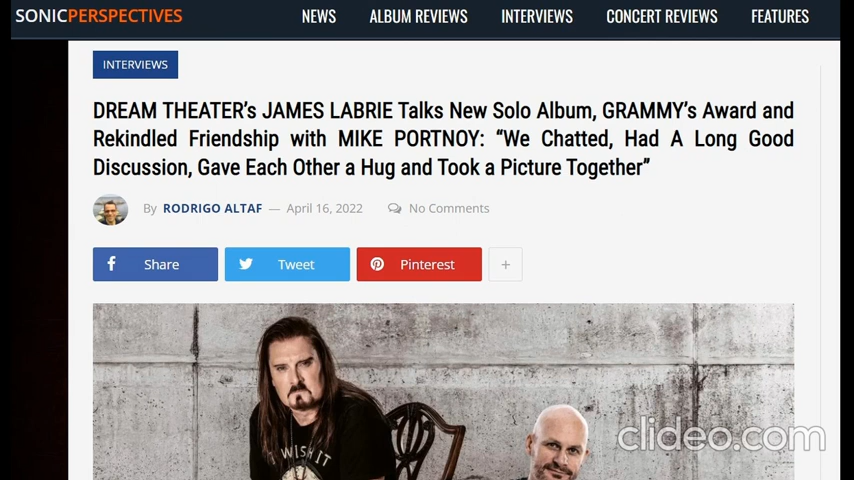 SONICPERSPECTIVES NEWS ALBUM REVIEWS INTERVIEWS CONCERT REVIEWS FEATURES
INTERVIEWS
DREAM THEATER’s JAMES LABRIE Talks New Solo Album, GRAMMY’s Award and
Rekindled Friendship with MIKE PORTNOY: “We Chatted, Had A Long Good
Discussion, Gave Each Other a Hug and Took a Picture Together”
By RODRIGO ALTAF — April 16, 2022 No Comments
Share Tweet Pinterest +
WISH IT
clideo.com